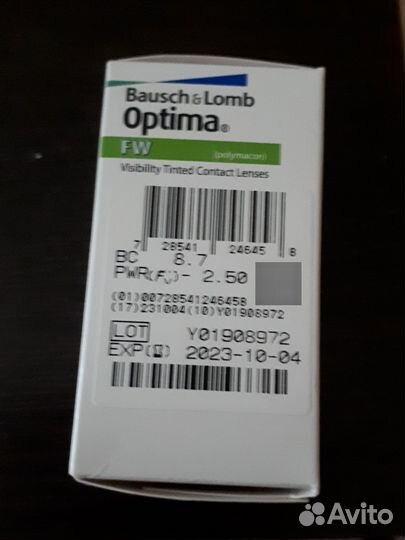 Bausch & Lomb
Optima®
FW (polymacon)
Visibility Tinted Contact Lenses
7 28541 24645 8
BC 8.7
PWR - 2.50
(01)00728541246458
(17)231004(10)Y01908972
LOT Y01908972
EXP 2023-10-04
Avito